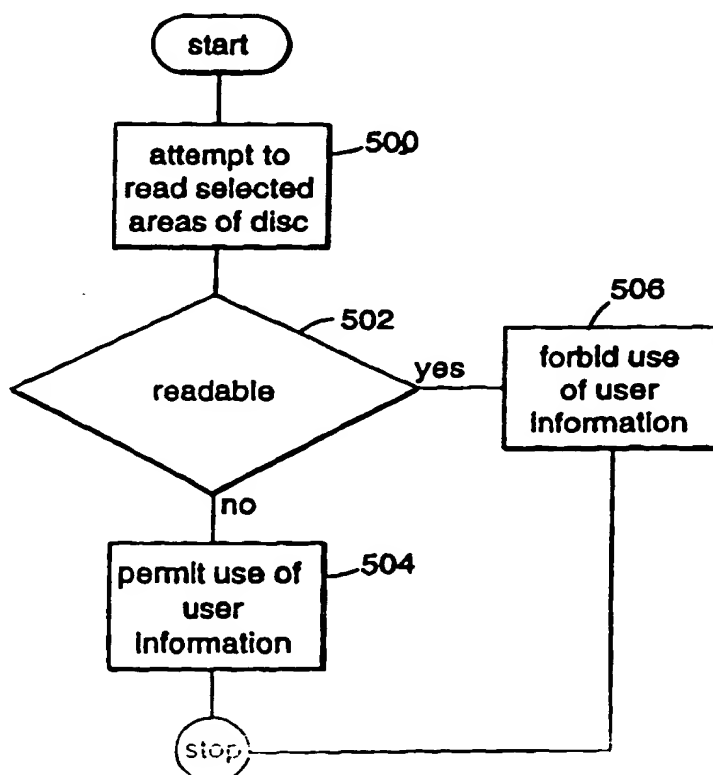 start
500
attempt to
read selected
areas of disc
502
506
readable
yes
forbid use
of user
information
no
504
permit use of
user
information
stop